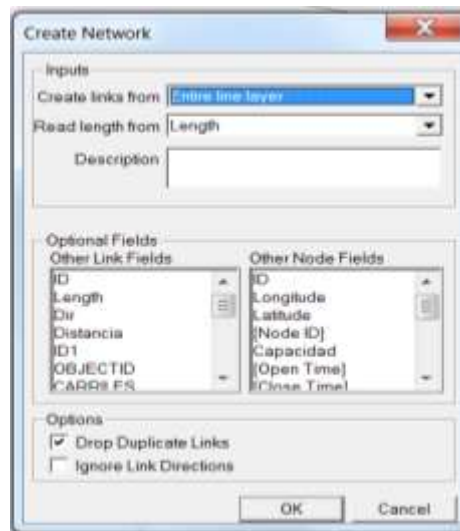 Create Network
Inputs
Create links from Entire line layer
Read length from Length
Description
Optional Fields
Other Link Fields
Other Node Fields
ID
Length
Dir
Distancia
ID1
OBJECTID
CARRILES
ID
Longitude
Latitude
[Node ID]
Capacidad
[Open Time]
[Close Time]
Options
Drop Duplicate Links
Ignore Link Directions
OK
Cancel